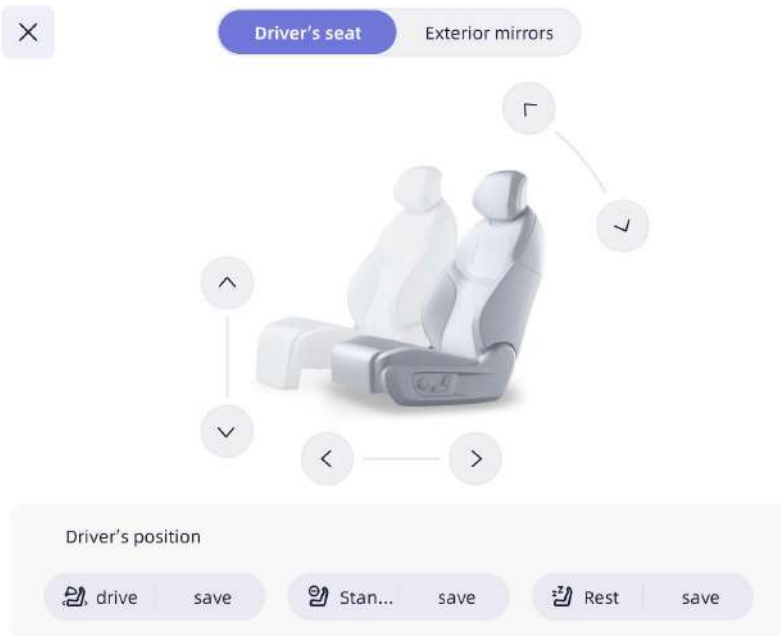 Driver's seat
Exterior mirrors
Driver's position
drive save
Stan... save
Rest save